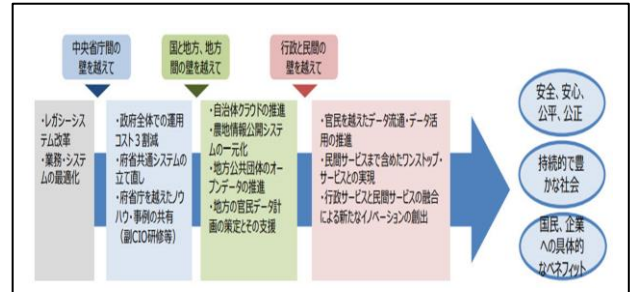 中央省庁間の
壁を越えて
国と地方、地方
間の壁を越えて
行政と民間の
壁を越えて
・レガシーシス
テム改革
・業務・システ
ムの最適化
・政府全体での運用
コスト3割減
・府省共通システムの
立て直し
・府省庁を越えたノウ
ハウ・事例の共有
(副CIO研修等)
・自治体クラウドの推進
・農地情報公開システ
ムの一元化
・地方公共団体のオー
プンデータの推進
・地方の官民データ計
画の策定とその支援
・官民を越えたデータ流通・データ活
用の推進
・民間サービスまで含めたワンストップ・
サービスとの実現
・行政サービスと民間サービスの融合
による新たなイノベーションの創出
安全、安心、
公平、公正
持続的で豊
かな社会
国民、企業
への具体的
なベネフィット